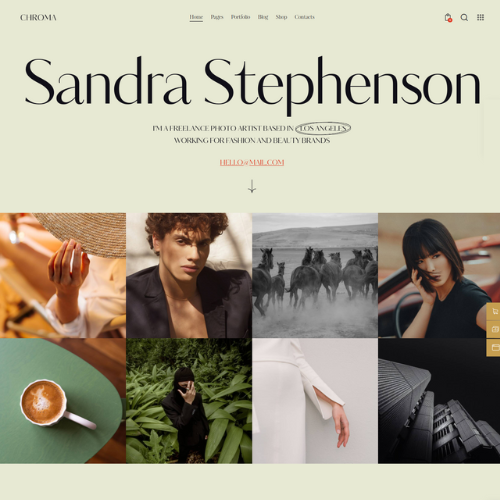 CHROMA
Home Pages Portfolio Blog Shop Contacts
Sandra Stephenson
I'M A FREELANCE PHOTO ARTIST BASED IN LOS ANGELES,
WORKING FOR FASHION AND BEAUTY BRANDS
HELLO@MAIL.COM